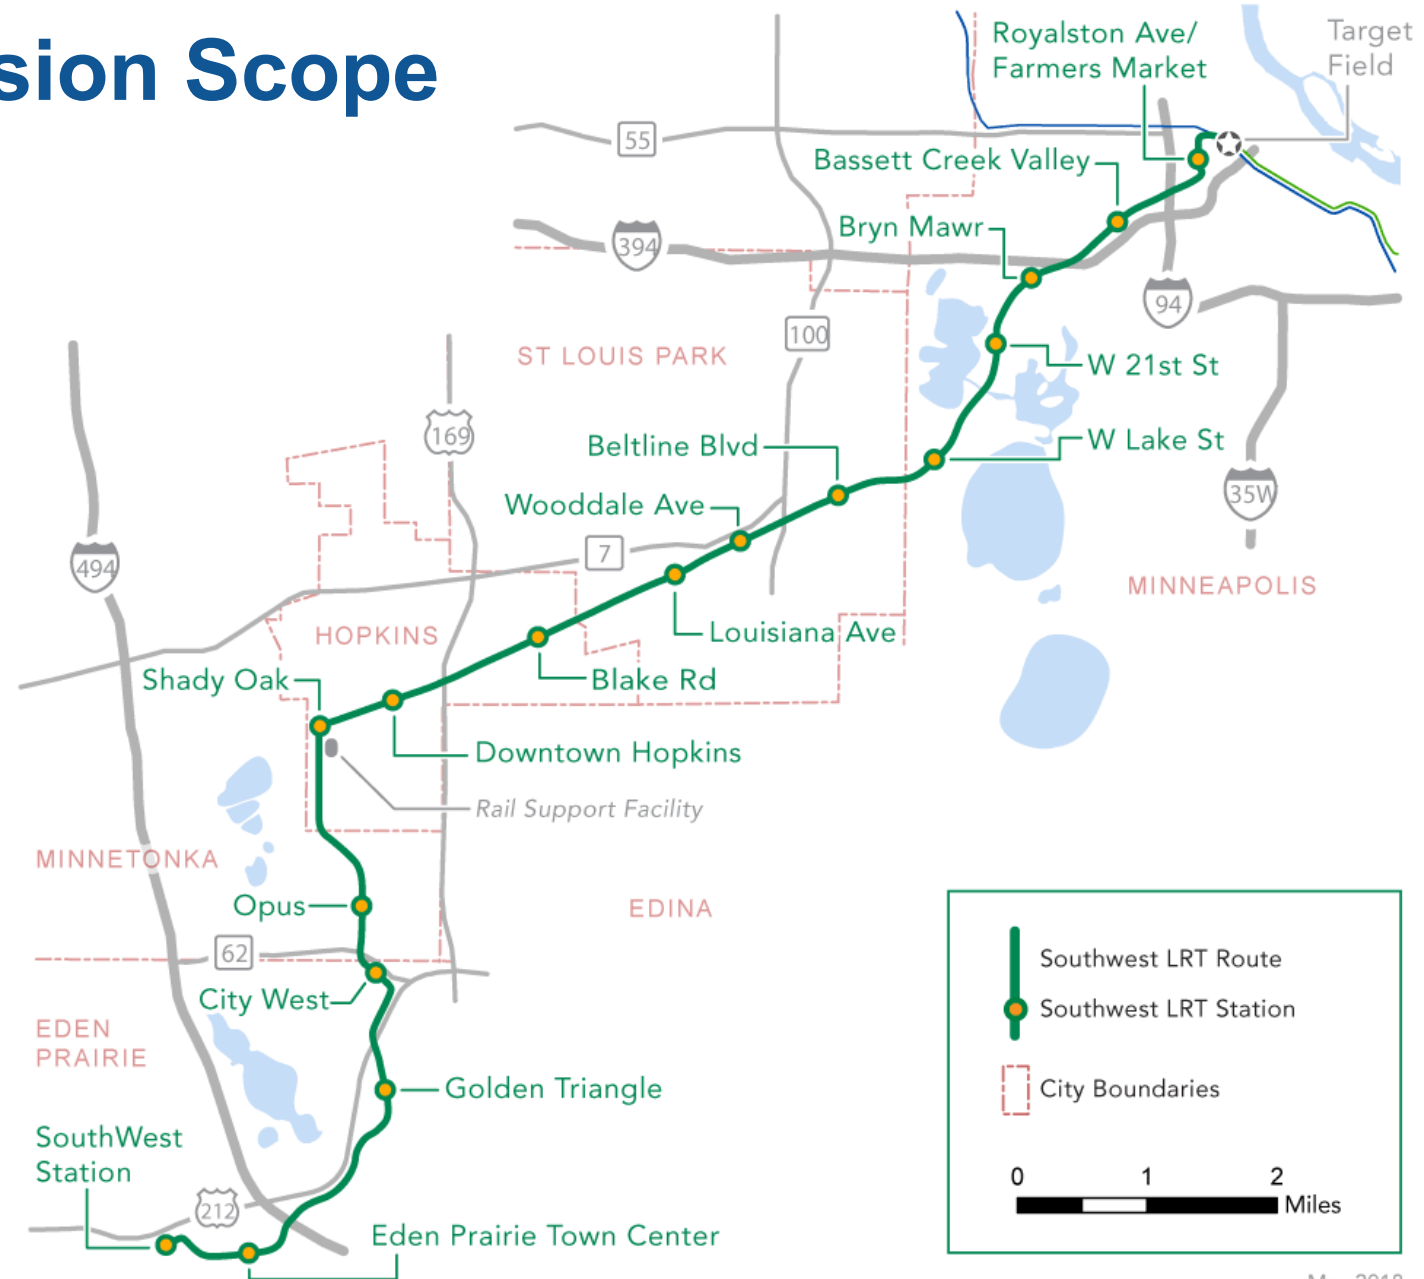 sion Scope
Royalston Ave/
Farmers Market
Target
Field
55
Bassett Creek Valley
Bryn Mawr
394
94
100
ST LOUIS PARK
W 21st St
169
Beltline Blvd
W Lake St
Wooddale Ave
35W
7
494
MINNEAPOLIS
HOPKINS
Louisiana Ave
Shady Oak
Blake Rd
Downtown Hopkins
Rail Support Facility
MINNETONKA
Opus
EDINA
62
City West
EDEN
PRAIRIE
Golden Triangle
SouthWest
Station
212
Eden Prairie Town Center
Southwest LRT Route
Southwest LRT Station
City Boundaries
0 1 2
Miles